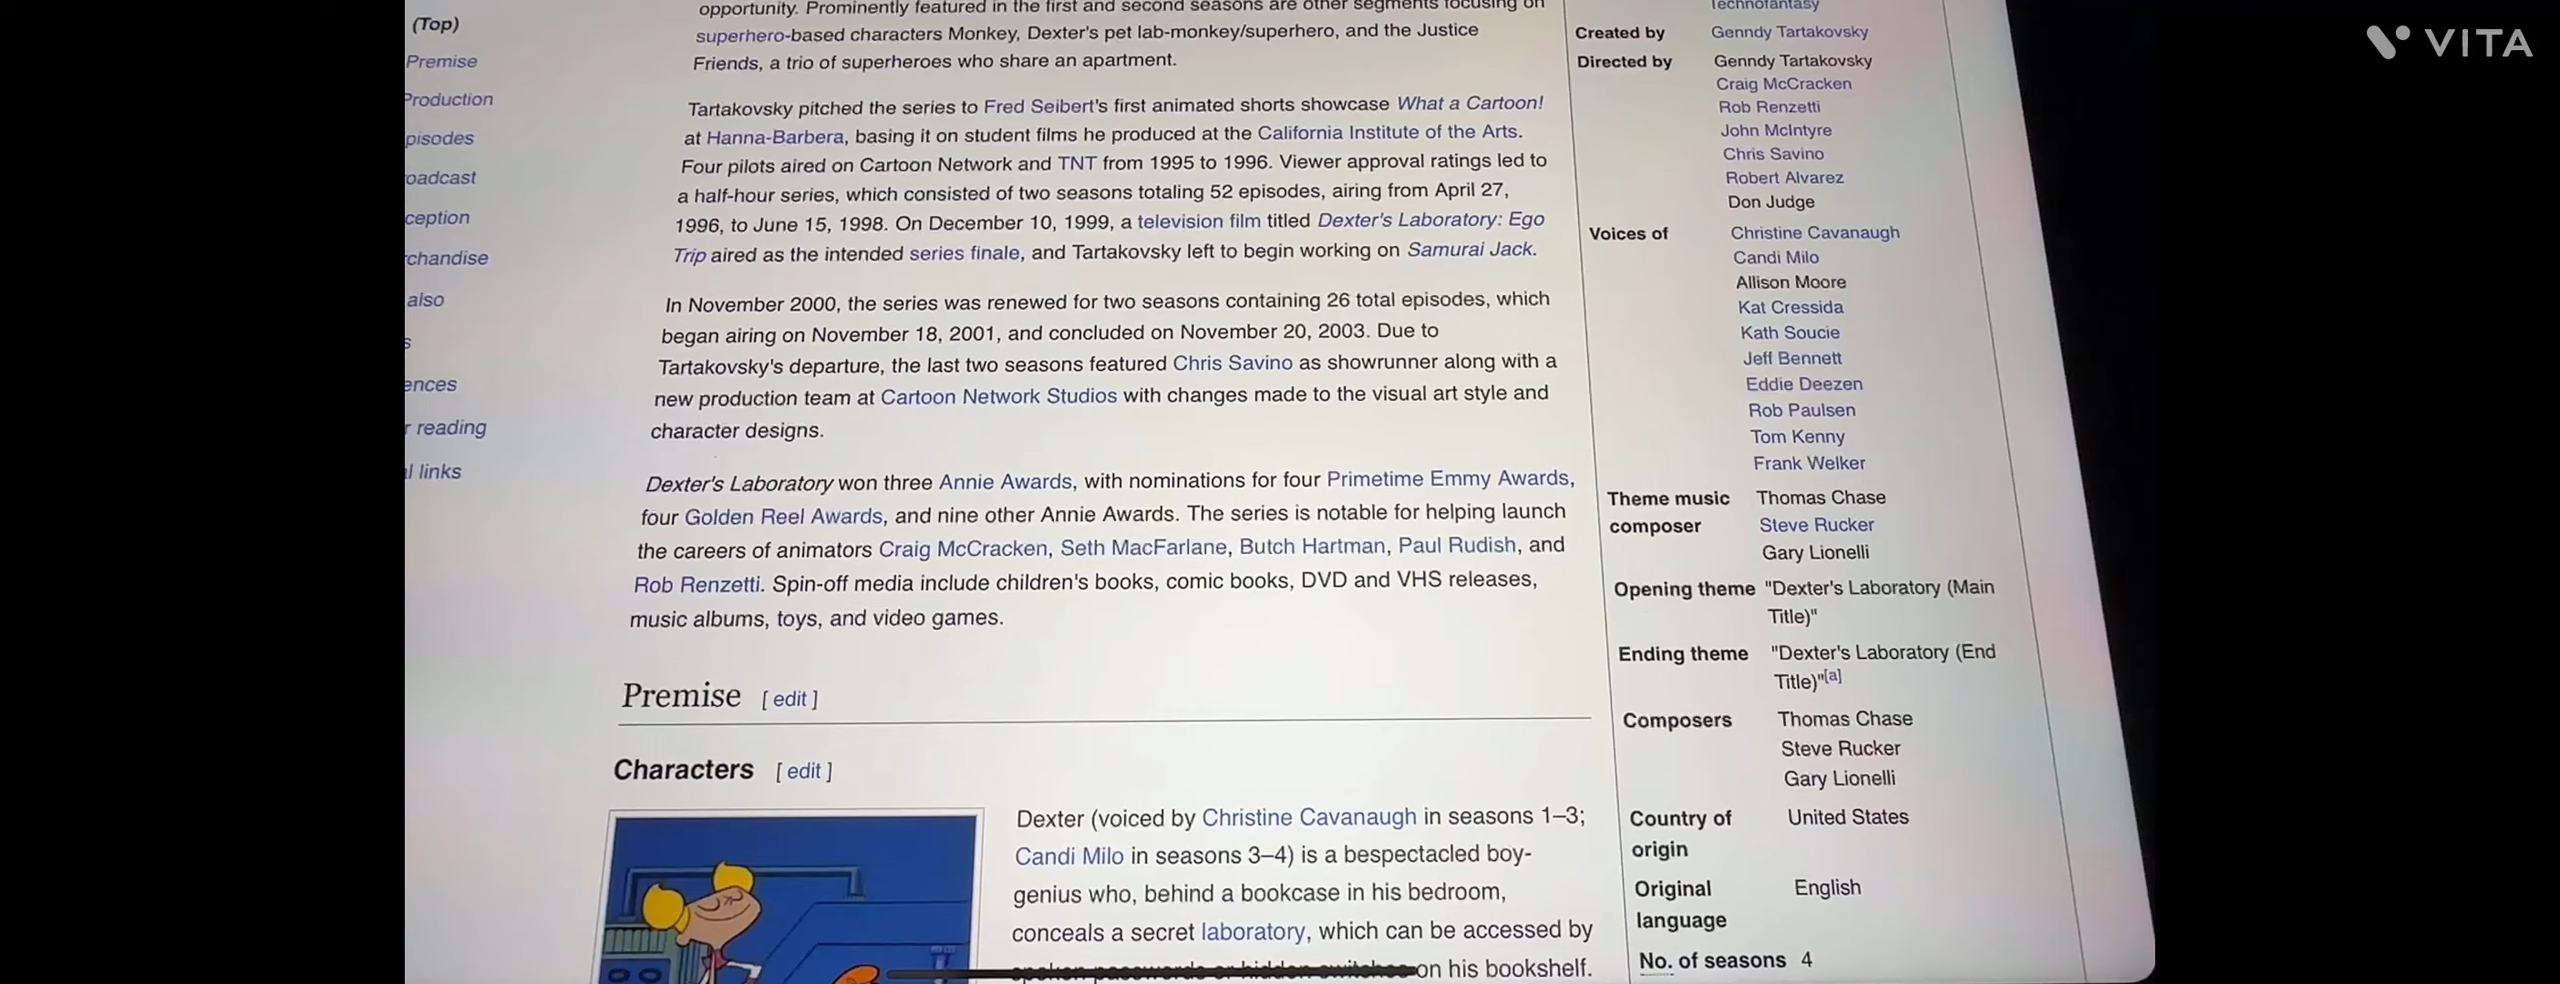 (Top)
Premise
Production
pisodes
oadcast
ception
rchandise
also
s
ences
r reading
l links
opportunity. Prominently featured in the first and second seasons are other segments focusing on
superhero-based characters Monkey, Dexter's pet lab-monkey/superhero, and the Justice
Friends, a trio of superheroes who share an apartment.
Tartakovsky pitched the series to Fred Seibert's first animated shorts showcase What a Cartoon!
at Hanna-Barbera, basing it on student films he produced at the California Institute of the Arts.
Four pilots aired on Cartoon Network and TNT from 1995 to 1996. Viewer approval ratings led to
a half-hour series, which consisted of two seasons totaling 52 episodes, airing from April 27,
1996, to June 15, 1998. On December 10, 1999, a television film titled Dexter's Laboratory: Ego
Trip aired as the intended series finale, and Tartakovsky left to begin working on Samurai Jack.
In November 2000, the series was renewed for two seasons containing 26 total episodes, which
began airing on November 18, 2001, and concluded on November 20, 2003. Due to
Tartakovsky's departure, the last two seasons featured Chris Savino as showrunner along with a
new production team at Cartoon Network Studios with changes made to the visual art style and
character designs.
Dexter's Laboratory won three Annie Awards, with nominations for four Primetime Emmy Awards,
four Golden Reel Awards, and nine other Annie Awards. The series is notable for helping launch
the careers of animators Craig McCracken, Seth MacFarlane, Butch Hartman, Paul Rudish, and
Rob Renzetti. Spin-off media include children's books, comic books, DVD and VHS releases,
music albums, toys, and video games.
Premise [ edit ]
Characters [ edit ]
Dexter (voiced by Christine Cavanaugh in seasons 1–3;
Candi Milo in seasons 3–4) is a bespectacled boy-
genius who, behind a bookcase in his bedroom,
conceals a secret laboratory, which can be accessed by
spoken passwords or hidden switches on his bookshelf.
Technofantasy
Created by Genndy Tartakovsky
Directed by Genndy Tartakovsky
Craig McCracken
Rob Renzetti
John McIntyre
Chris Savino
Robert Alvarez
Don Judge
Voices of Christine Cavanaugh
Candi Milo
Allison Moore
Kat Cressida
Kath Soucie
Jeff Bennett
Eddie Deezen
Rob Paulsen
Tom Kenny
Frank Welker
Theme music Thomas Chase
composer Steve Rucker
Gary Lionelli
Opening theme "Dexter's Laboratory (Main
Title)"
Ending theme "Dexter's Laboratory (End
Title)"[a]
Composers Thomas Chase
Steve Rucker
Gary Lionelli
Country of United States
origin
Original English
language
No. of seasons 4
VITA